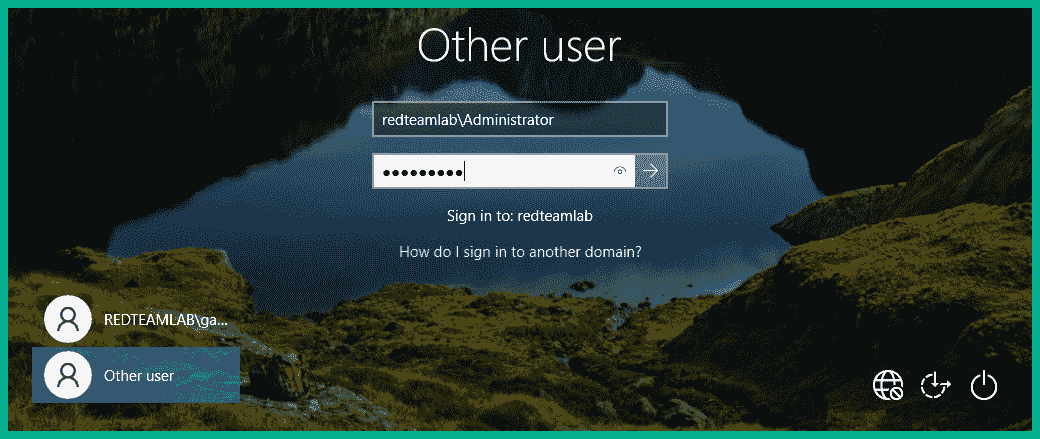 Other user
redteamlab\Administrator
Sign in to: redteamlab
How do I sign in to another domain?
REDTEAMLAB\ga...
Other user